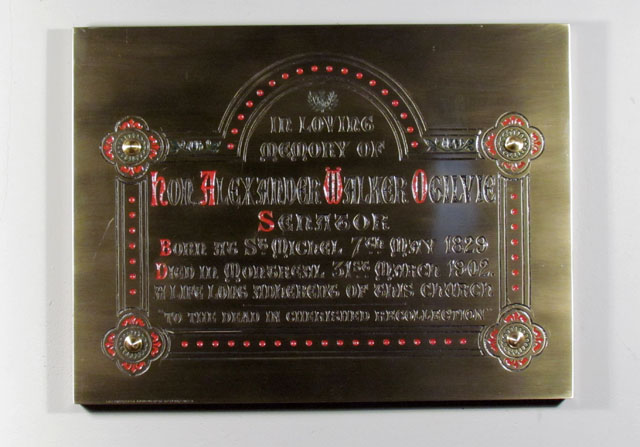 In Loving
Memory of
Hon. Alexander Walker Ogilvie
Senator
Born at St. Michel, 7th May 1829
Died in Montreal, 31st March 1902.
A Life Long Adherent of this Church
"To the Dead in Cherished Recollection"